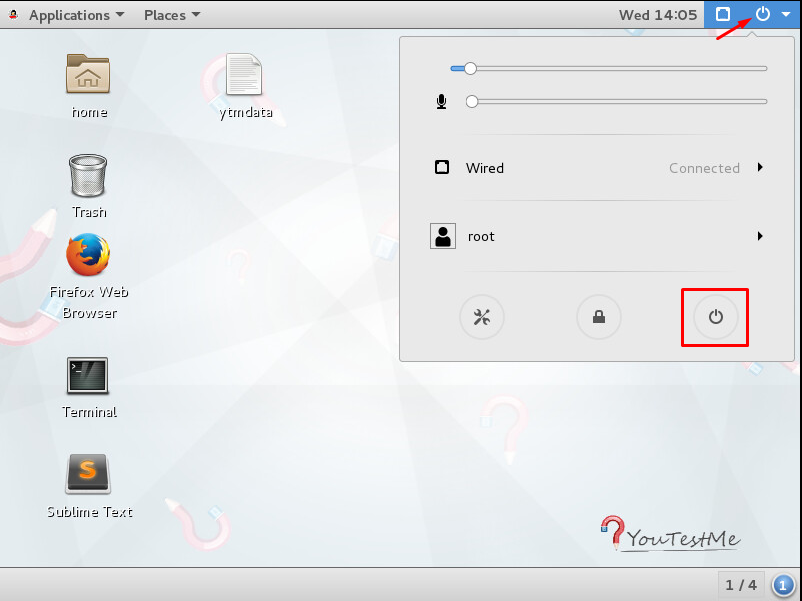 Applications Places Wed 14:05
home
ytmdata
Trash
Firefox Web
Browser
Terminal
Sublime Text
Wired Connected
root
YouTestMe
1 / 4 1